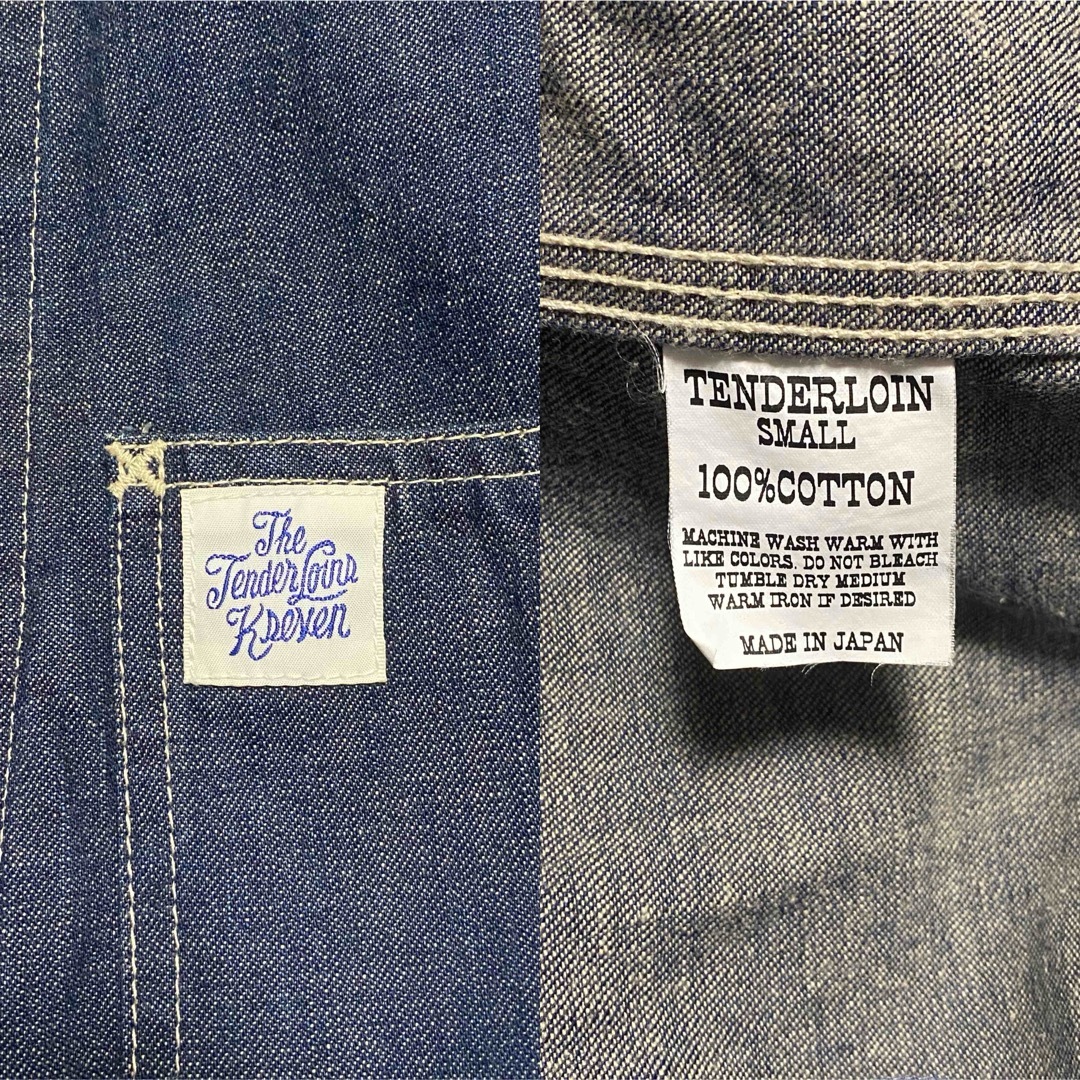 The
Tenderloins
Kseven
TENDERLOIN
SMALL
100%COTTON
MACHINE WASH WARM WITH
LIKE COLORS. DO NOT BLEACH
TUMBLE DRY MEDIUM
WARM IRON IF DESIRED
MADE IN JAPAN